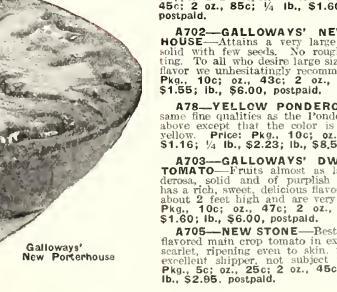 45c; 2 oz., 85c; ¼ lb., $1.60
postpaid.
A702—GALLOWAYS' NEW
HOUSE—Attains a very large
solid with few seeds. No rough
ting. To all who desire large siz
flavor we unhesitatingly recomm
Pkg., 10c; oz., 43c; 2 oz.,
$1.55; lb., $6.00, postpaid.
A78—YELLOW PONDERO
same fine qualities as the Ponde
above except that the color is
yellow. Price: Pkg., 10c; oz.
$1.16; ¼ lb., $2.23; lb., $8.5
A703—GALLOWAYS' DW
TOMATO—Fruits almost as l
derosa, solid and of purplish
has a rich, sweet, delicious flavo
about 2 feet high and are very
Pkg., 10c; oz., 47c; 2 oz.,
$1.60; lb., $6.00, postpaid.
A705—NEW STONE—Best
flavored main crop tomato in ex
scarlet, ripening even to skin.
excellent shipper, not subject
Pkg., 5c; oz., 25c; 2 oz., 45c
lb., $2.95. postpaid.
Galloways'
New Porterhouse